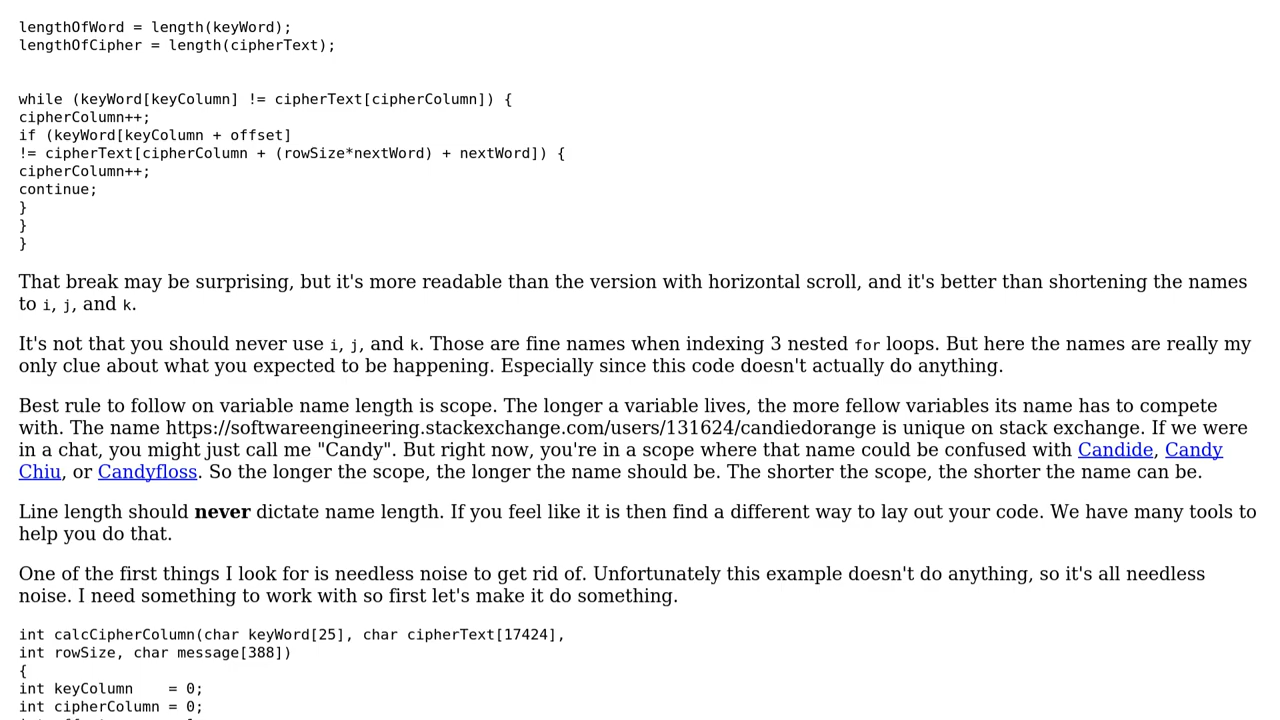 lengthOfWord = length(keyWord);
lengthOfCipher = length(cipherText);
while (keyWord[keyColumn] != cipherText[cipherColumn]) {
cipherColumn++;
if (keyWord[keyColumn + offset]
!= cipherText[cipherColumn + (rowSize*nextWord) + nextWord]) {
cipherColumn++;
continue;
}
}
}
That break may be surprising, but it's more readable than the version with horizontal scroll, and it's better than shortening the names
to i, j, and k.
It's not that you should never use i, j, and k. Those are fine names when indexing 3 nested for loops. But here the names are really my
only clue about what you expected to be happening. Especially since this code doesn't actually do anything.
Best rule to follow on variable name length is scope. The longer a variable lives, the more fellow variables its name has to compete
with. The name https://softwareengineering.stackexchange.com/users/131624/candiedorange is unique on stack exchange. If we were
in a chat, you might just call me "Candy". But right now, you're in a scope where that name could be confused with Candide, Candy
Chiu, or Candyfloss. So the longer the scope, the longer the name should be. The shorter the scope, the shorter the name can be.
Line length should never dictate name length. If you feel like it is then find a different way to lay out your code. We have many tools to
help you do that.
One of the first things I look for is needless noise to get rid of. Unfortunately this example doesn't do anything, so it's all needless
noise. I need something to work with so first let's make it do something.
int calcCipherColumn(char keyWord[25], char cipherText[17424],
int rowSize, char message[388])
{
int keyColumn    = 0;
int cipherColumn = 0;